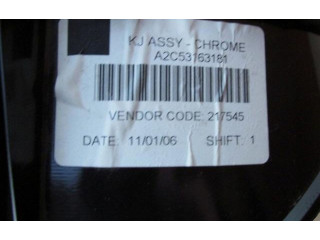 KJ ASSY - CHROME
A2C53163181
VENDOR CODE: 217545
DATE: 11/01/06 SHIFT: 1